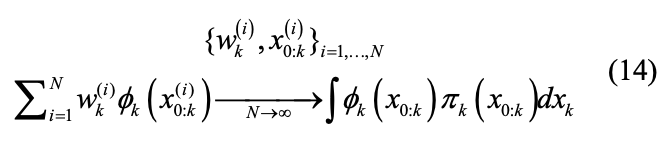 {w_k^{(i)}, x_{0:k}^{(i)}}_{i=1,…,N}
∑_{i=1}^{N} w_k^{(i)} ϕ_k (x_{0:k}^{(i)}) ⟶_{N→∞} ∫ ϕ_k (x_{0:k}) π_k (x_{0:k}) dx_k (14)